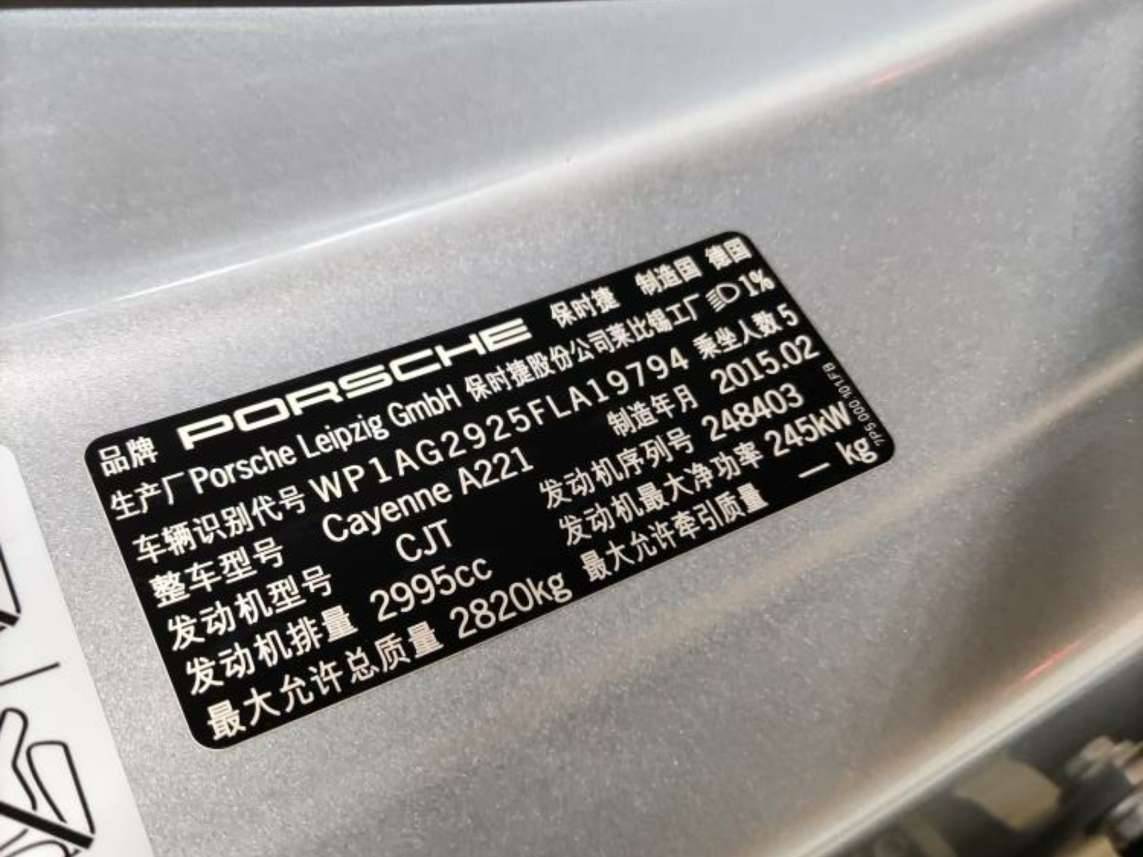 品牌 PORSCHE 保时捷 制造国 德国
生产厂 Porsche Leipzig GmbH 保时捷股份公司莱比锡工厂 1%
车辆识别代号 WP1AG2925FLA19794 乘坐人数 5
整车型号 Cayenne A221 制造年月 2015.02
发动机型号 CJT 发动机序列号 248403
发动机排量 2995cc 发动机最大净功率 245kW
最大允许总质量 2820kg 最大允许牵引质量 — kg
7P5 000 101 FB